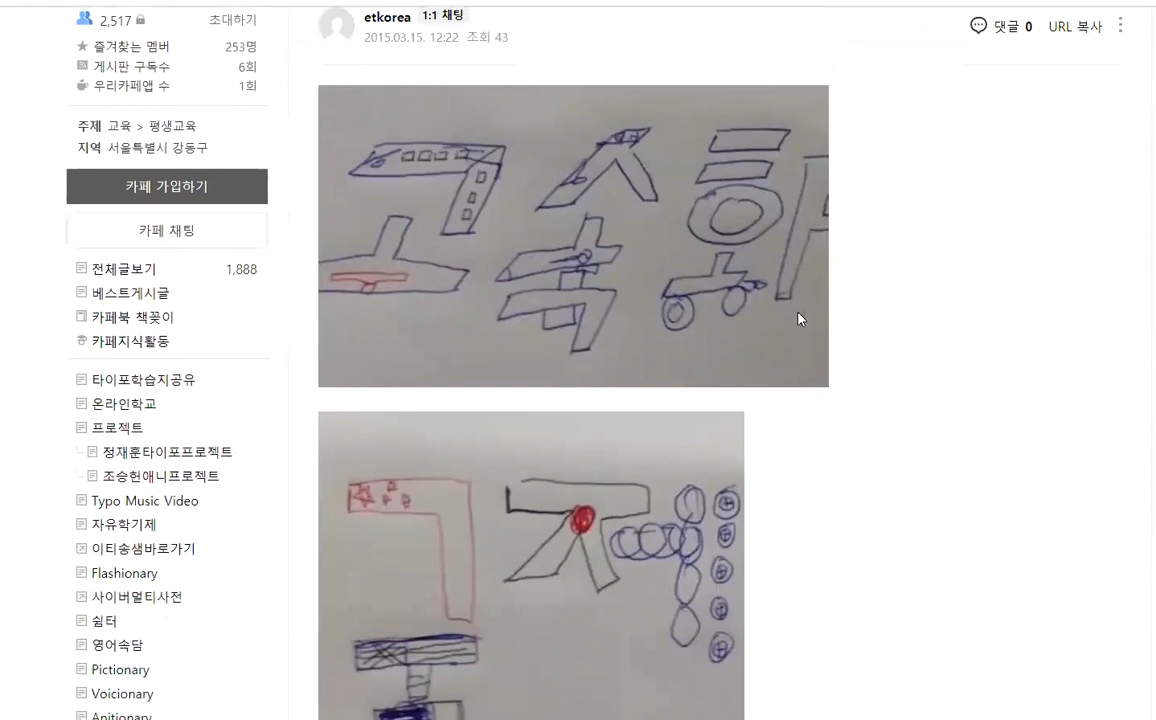 2,517
초대하기
즐겨찾는 멤버 253명
게시판 구독수 6회
우리카페앱 수 1회
주제 교육 > 평생교육
지역 서울특별시 강동구
카페 가입하기
카페 채팅
전체글보기 1,888
베스트게시글
카페북 책꽂이
카페지식활동
타이포학습지공유
온라인학교
프로젝트
정재훈타이포프로젝트
조승헌애니프로젝트
Typo Music Video
자유학기제
이티송샘바로가기
Flashionary
사이버멀티사전
쉼터
영어속담
Pictionary
Voicionary
Anitionary
etkorea 1:1 채팅
2015.03.15. 12:22 조회 43
댓글 0 URL 복사